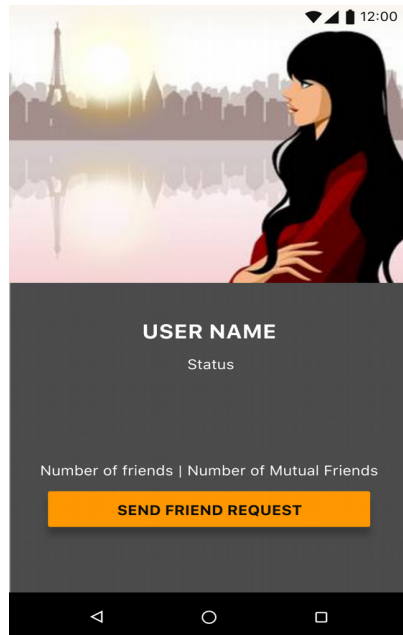 12:00
USER NAME
Status
Number of friends | Number of Mutual Friends
SEND FRIEND REQUEST